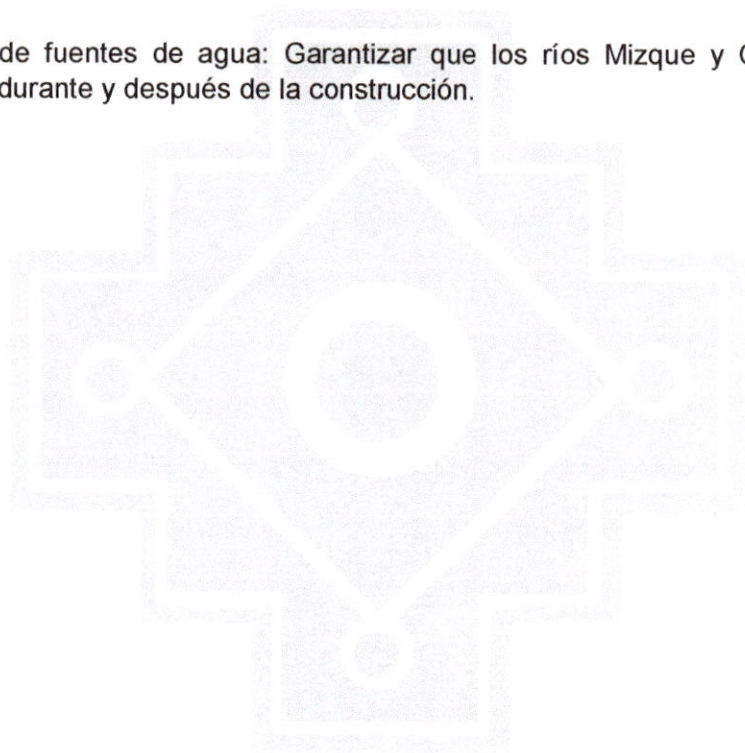 de fuentes de agua: Garantizar que los ríos Mizque y
durante y después de la construcción.